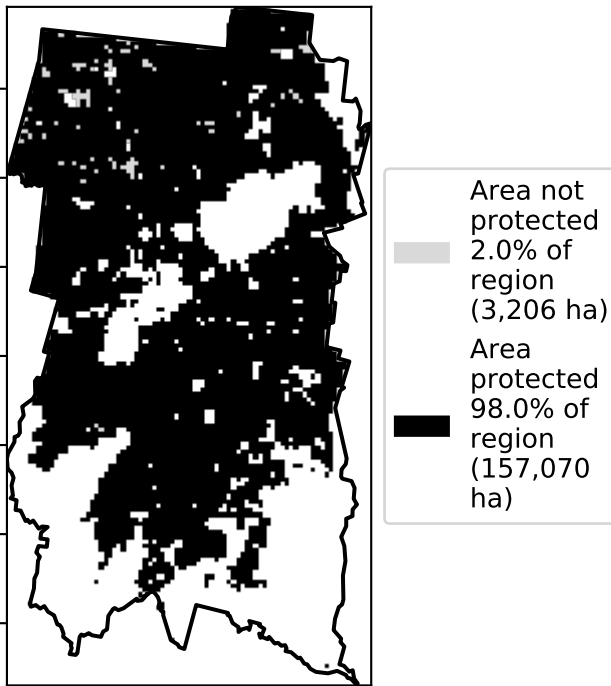 Area not
protected
2.0% of
region
(3,206 ha)
Area
protected
98.0% of
region
(157,070
ha)